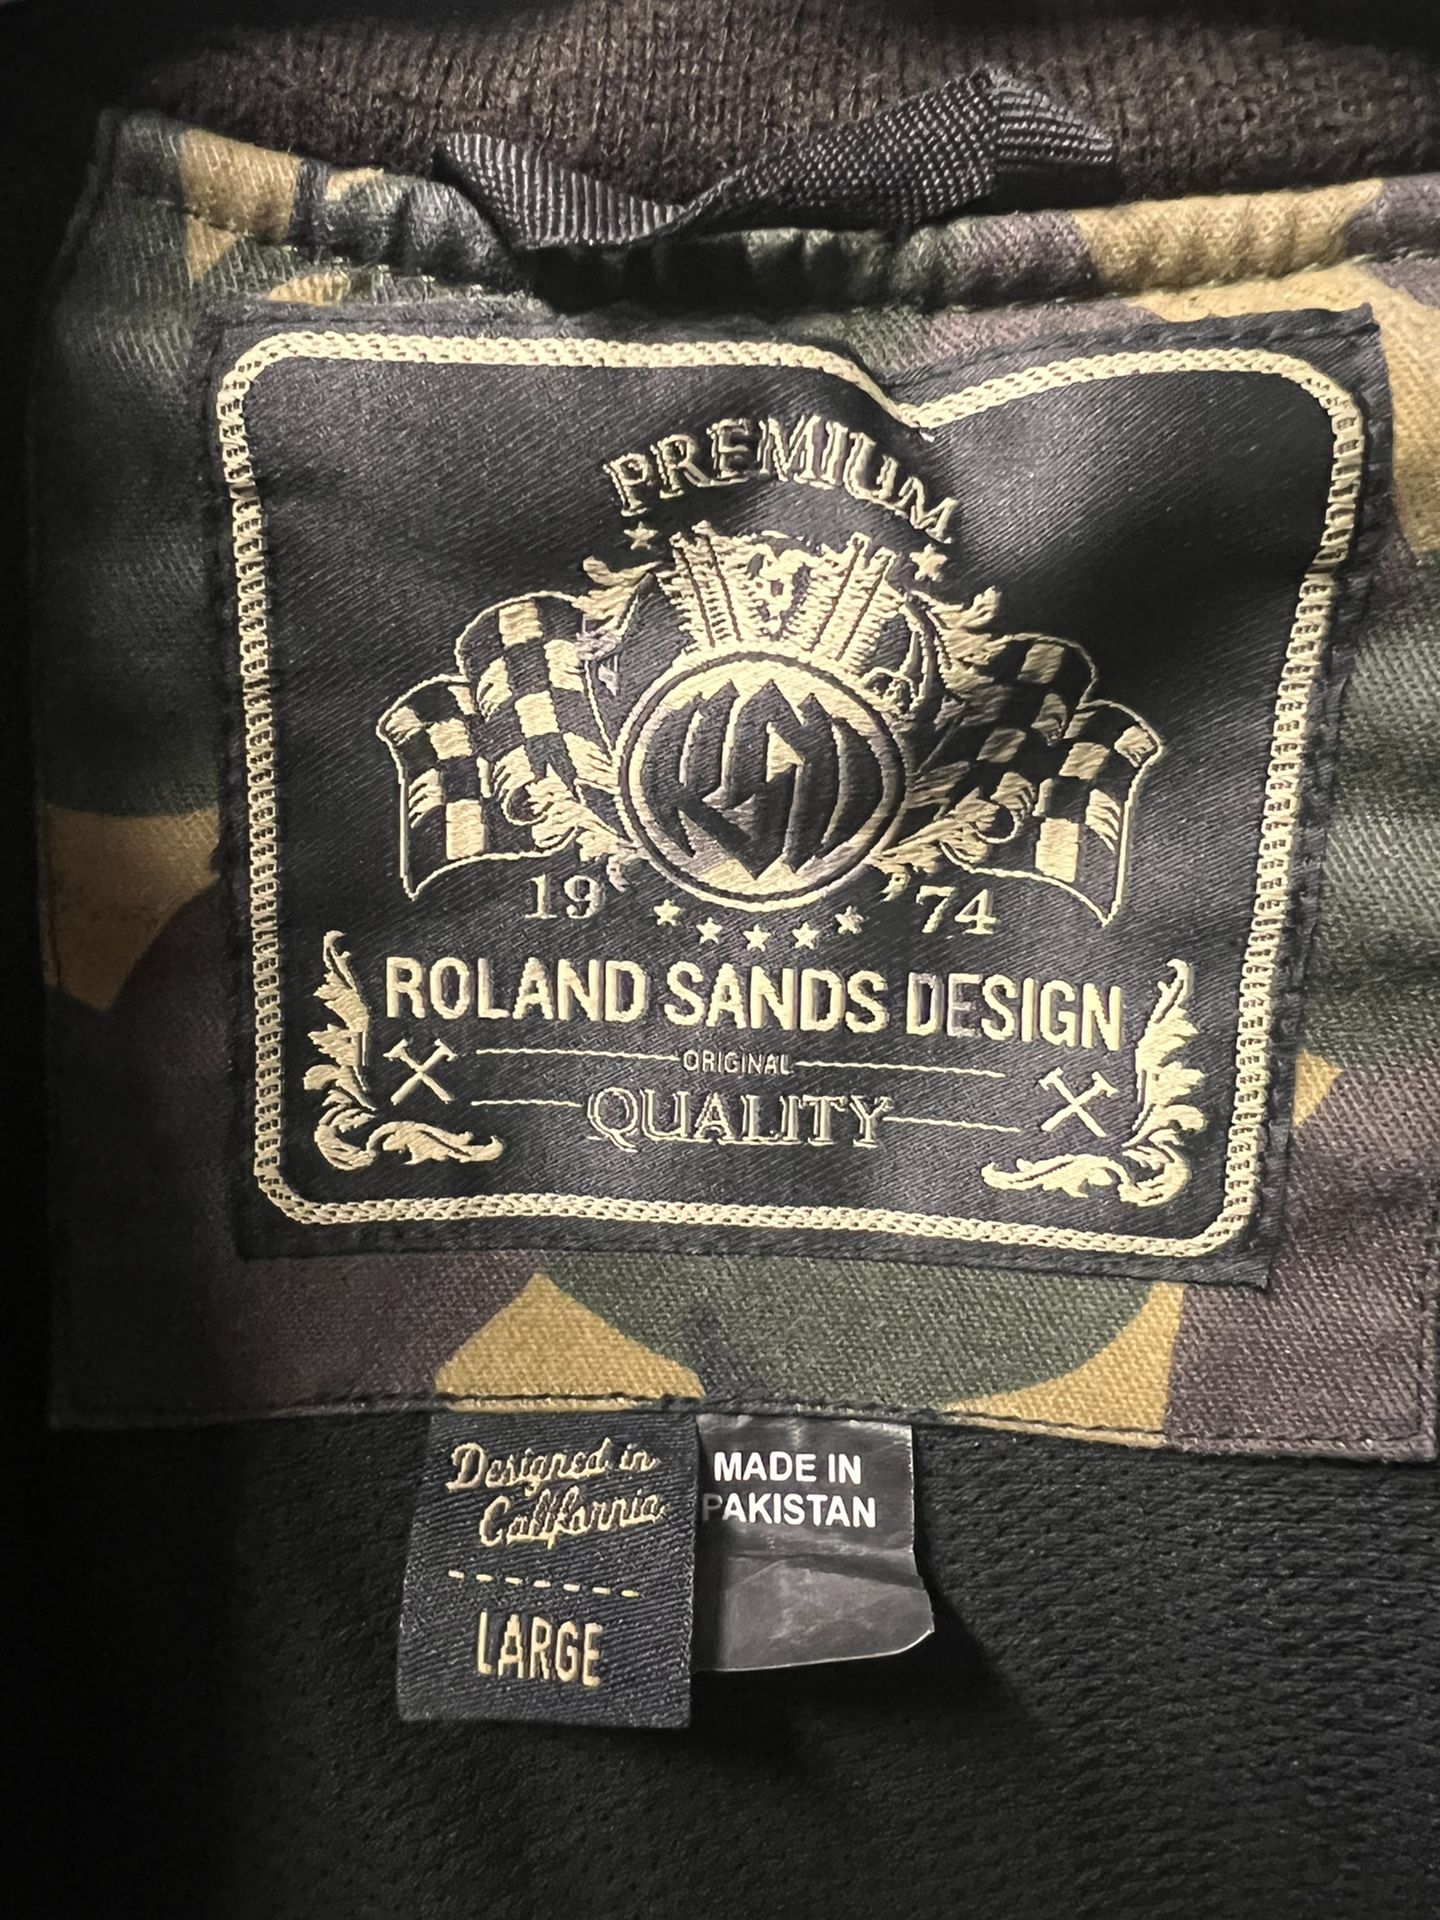 PREMIUM
RSD
19 74
ROLAND SANDS DESIGN
ORIGINAL
QUALITY
Designed in
California
LARGE
MADE IN
PAKISTAN